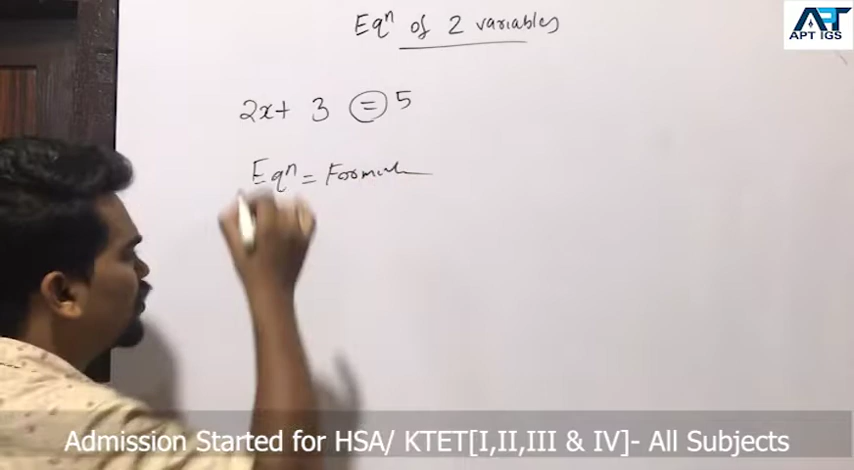 Eqⁿ of 2 variables
APT IGS
2x+ 3 = 5
Eqⁿ = Formula
Admission Started for HSA/ KTET[I,II,III & IV]- All Subjects